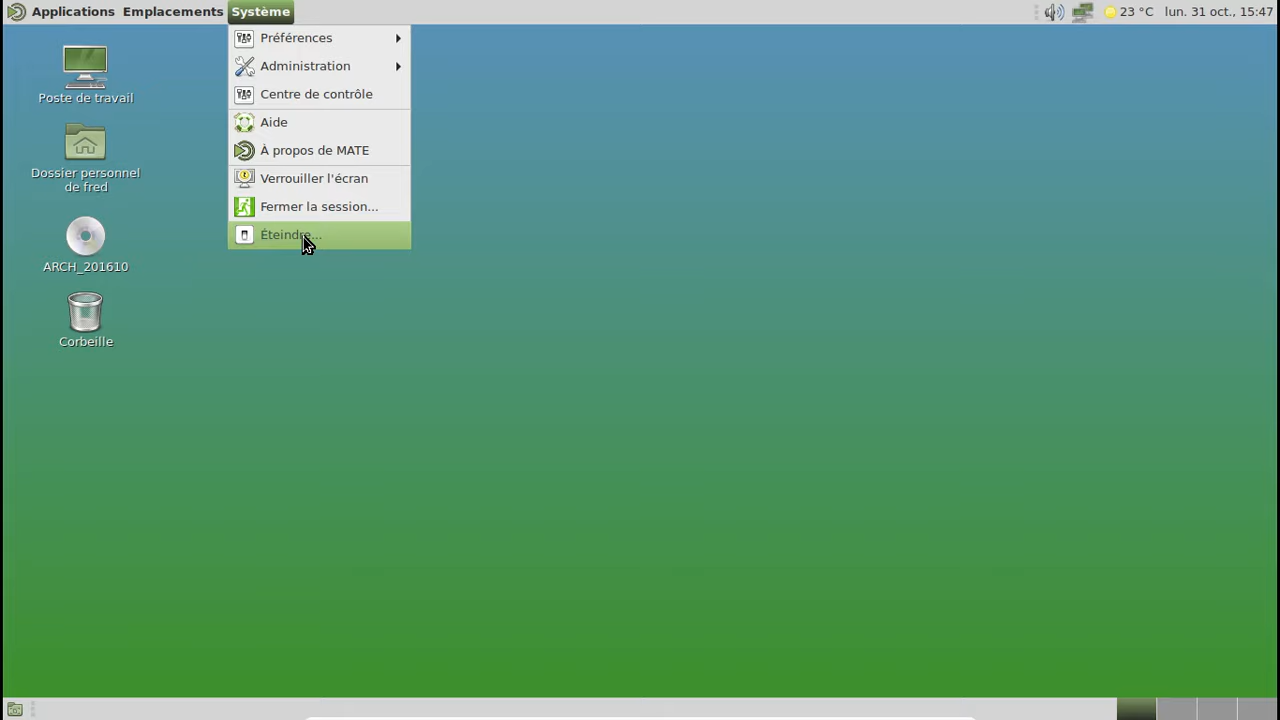 Applications Emplacements Système 23 °C lun. 31 oct., 15:47
Préférences
Administration
Centre de contrôle
Aide
À propos de MATE
Verrouiller l'écran
Fermer la session...
Éteindre...
Poste de travail
Dossier personnel
de fred
ARCH_201610
Corbeille